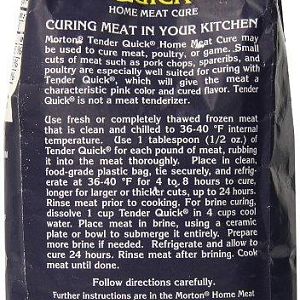 QUICK
HOME MEAT CURE
CURING MEAT IN YOUR KITCHEN
Morton® Tender Quick® Home Meat Cure may
be used to cure meat, poultry, or game. Small
cuts of meat such as pork chops, spareribs, and
poultry are especially well suited for curing with
Tender Quick®, which will give the meat a
characteristic pink color and cured flavor. Tender
Quick® is not a meat tenderizer.
Use fresh or completely thawed frozen meat
that is clean and chilled to 36-40 °F internal
temperature. Use 1 tablespoon (1/2 oz.) of
Tender Quick® for each pound of meat, rubbing
it into the meat thoroughly. Place in clean,
food-grade plastic bag, tie securely, and refrig-
erate at 36-40 °F for 4 to 8 hours to cure,
longer for larger or thicker cuts, up to 24 hours.
Rinse meat prior to cooking. For brine curing,
dissolve 1 cup Tender Quick® in 4 cups cool
water. Place meat in brine, using a ceramic
plate or bowl to submerge it entirely. Prepare
more brine if needed. Refrigerate and allow to
cure 24 hours. Rinse meat after brining. Cook
meat until done.
Follow directions carefully.
Further instructions are in the Morton® Home Meat